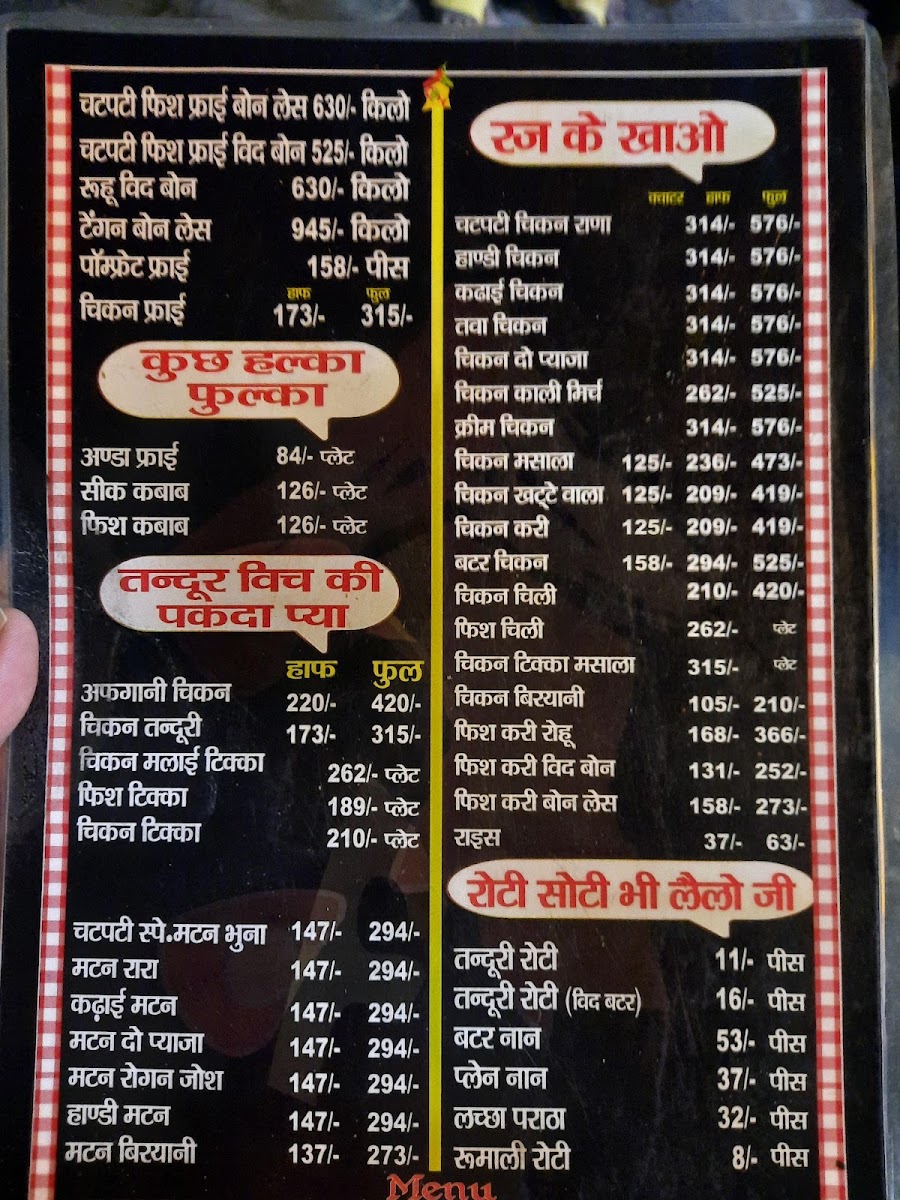 चटपटी फिश फ्राई बोन लेस 630/- किलो
चटपटी फिश फ्राई विद बोन 525/- किलो
रूहू विद बोन 630/- किलो
टेंगन बोन लेस 945/- किलो
पॉम्फ्रेट फ्राई 158/- पीस
हाफ फुल
चिकन फ्राई 173/- 315/-
कुछ हल्का
फुल्का
अण्डा फ्राई 84/- प्लेट
सीक कबाब 126/- प्लेट
फिश कबाब 126/- प्लेट
तन्दूर विच की
पकदा प्या
हाफ फुल
अफगानी चिकन 220/- 420/-
चिकन तन्दूरी 173/- 315/-
चिकन मलाई टिक्का 262/- प्लेट
फिश टिक्का 189/- प्लेट
चिकन टिक्का 210/- प्लेट
चटपटी स्पे.मटन भुना 147/- 294/-
मटन रारा 147/- 294/-
कढ़ाई मटन 147/- 294/-
मटन दो प्याजा 147/- 294/-
मटन रोगन जोश 147/- 294/-
हाण्डी मटन 147/- 294/-
मटन बिरयानी 137/- 273/-
रज के खाओ
क्वाटर हाफ फुल
चटपटी चिकन राणा 314/- 576/-
हाण्डी चिकन 314/- 576/-
कढाई चिकन 314/- 576/-
तवा चिकन 314/- 576/-
चिकन दो प्याजा 314/- 576/-
चिकन काली मिर्च 262/- 525/-
क्रीम चिकन 314/- 576/-
चिकन मसाला 125/- 236/- 473/-
चिकन खट्टे वाला 125/- 209/- 419/-
चिकन करी 125/- 209/- 419/-
बटर चिकन 158/- 294/- 525/-
चिकन चिली 210/- 420/-
फिश चिली 262/- प्लेट
चिकन टिक्का मसाला 315/- प्लेट
चिकन बिरयानी 105/- 210/-
फिश करी रोहू 168/- 366/-
फिश करी विद बोन 131/- 252/-
फिश करी बोन लेस 158/- 273/-
राइस 37/- 63/-
रोटी सोटी भी लैलो जी
तन्दूरी रोटी 11/- पीस
तन्दूरी रोटी (विद बटर) 16/- पीस
बटर नान 53/- पीस
प्लेन नान 37/- पीस
लच्छा पराठा 32/- पीस
रूमाली रोटी 8/- पीस
Menu